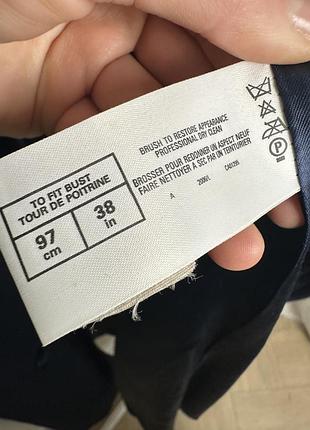 TO FIT BUST
TOUR DE POITRINE
97
cm
38
in
BRUSH TO RESTORE APPEARANCE
PROFESSIONAL DRY CLEAN
BROSSER POUR REDONNER UN ASPECT NEUF
FAIRE NETTOYER A SEC PAR UN TEINTURIER
A
P